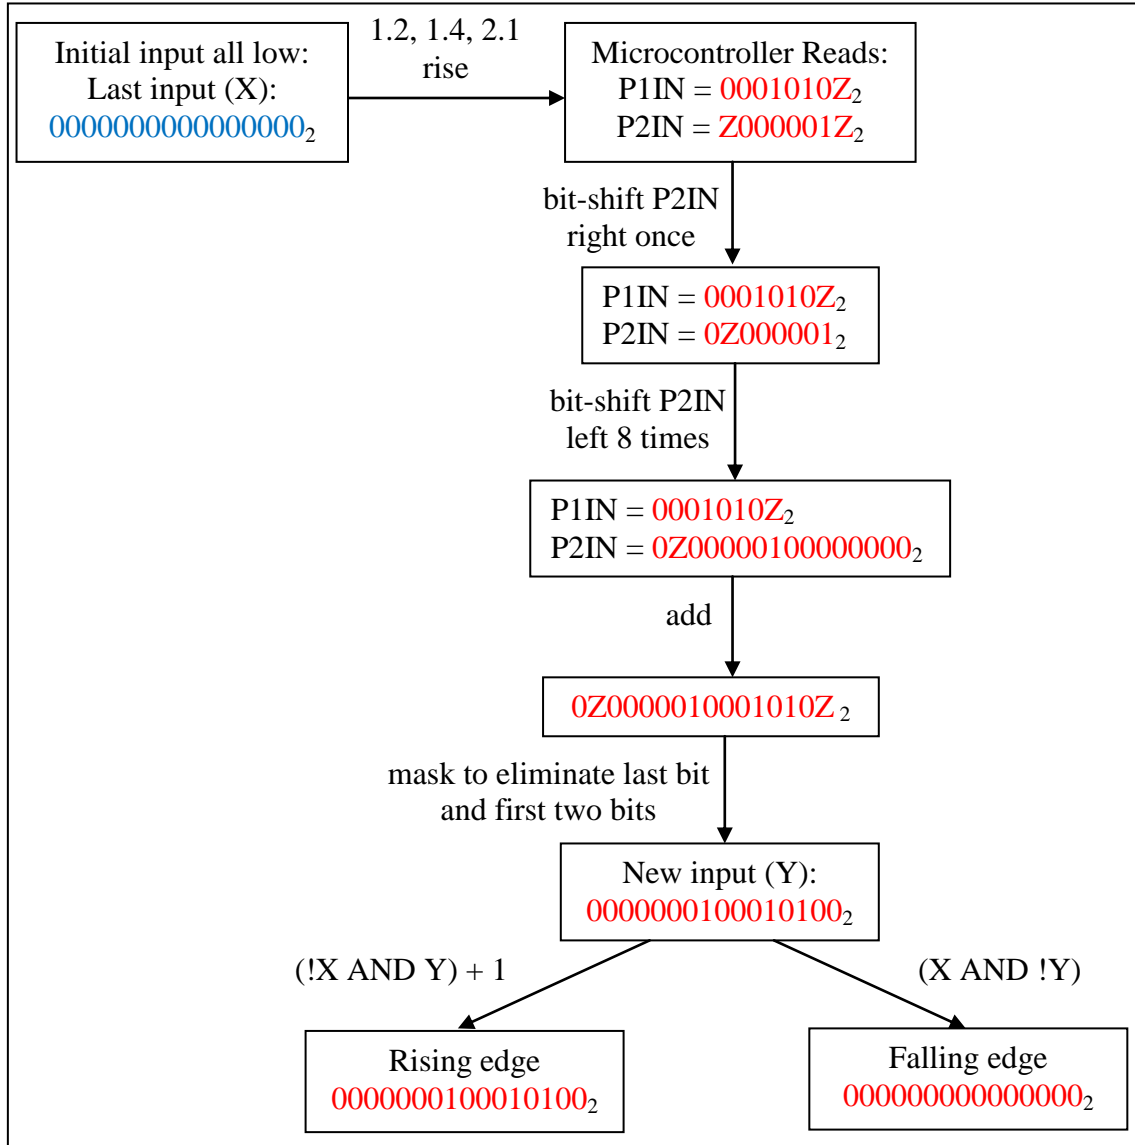 Initial input all low:
Last input (X):
0000000000000000₂
1.2, 1.4, 2.1
rise
Microcontroller Reads:
P1IN = 0001010Z₂
P2IN = Z000001Z₂
bit-shift P2IN
right once
P1IN = 0001010Z₂
P2IN = 0Z000001₂
bit-shift P2IN
left 8 times
P1IN = 0001010Z₂
P2IN = 0Z00000100000000₂
add
0Z0000010001010Z₂
mask to eliminate last bit
and first two bits
New input (Y):
0000000100010100₂
(!X AND Y) + 1
(X AND !Y)
Rising edge
0000000100010100₂
Falling edge
000000000000000₂